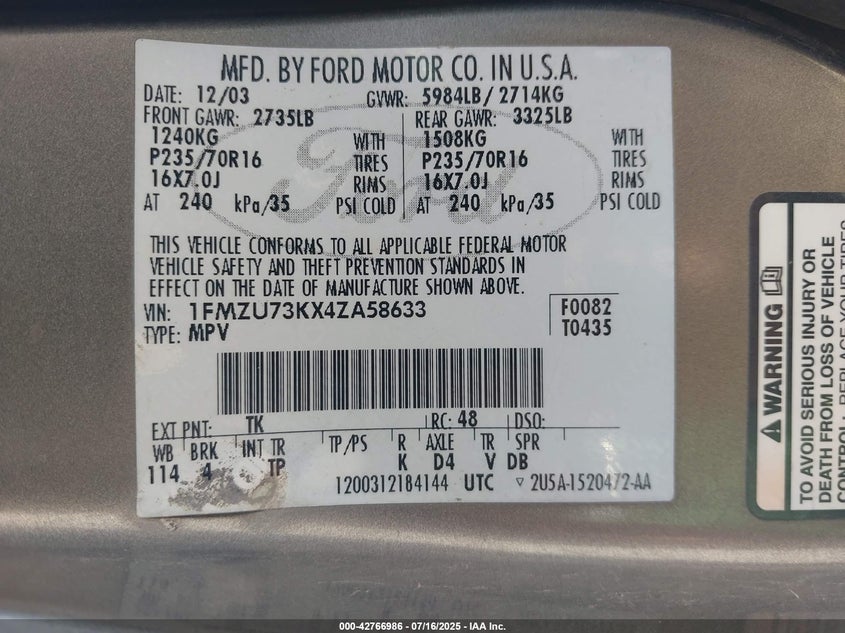 MFD. BY FORD MOTOR CO. IN U.S.A.
DATE: 12/03 GVWR: 5984LB/ 2714KG
FRONT GAWR: 2735LB REAR GAWR: 3325LB
1240KG WITH 1508KG WITH
P235/70R16 TIRES P235/70R16 TIRES
16X7.0J RIMS 16X7.0J RIMS
AT 240 kPa/35 PSI COLD AT 240 kPa/35 PSI COLD
Ford
THIS VEHICLE CONFORMS TO ALL APPLICABLE FEDERAL MOTOR
VEHICLE SAFETY AND THEFT PREVENTION STANDARDS IN
EFFECT ON THE DATE OF MANUFACTURE SHOWN ABOVE.
VIN: 1FMZU73KX4ZA58633 F0082
TYPE: MPV T0435
EXT PNT: TK RC: 48 DSO:
WB BRK INT TR TP/PS R AXLE TR SPR
114 4 TP K D4 V DB
1200312184144 UTC ▽ 2U5A-1520472-AA
⚠ WARNING
TO AVOID SERIOUS INJURY OR
DEATH FROM LOSS OF VEHICLE
CONTROL, REPLACE YOUR TIRES
000-42766986 - 07/16/2025 - IAA Inc.